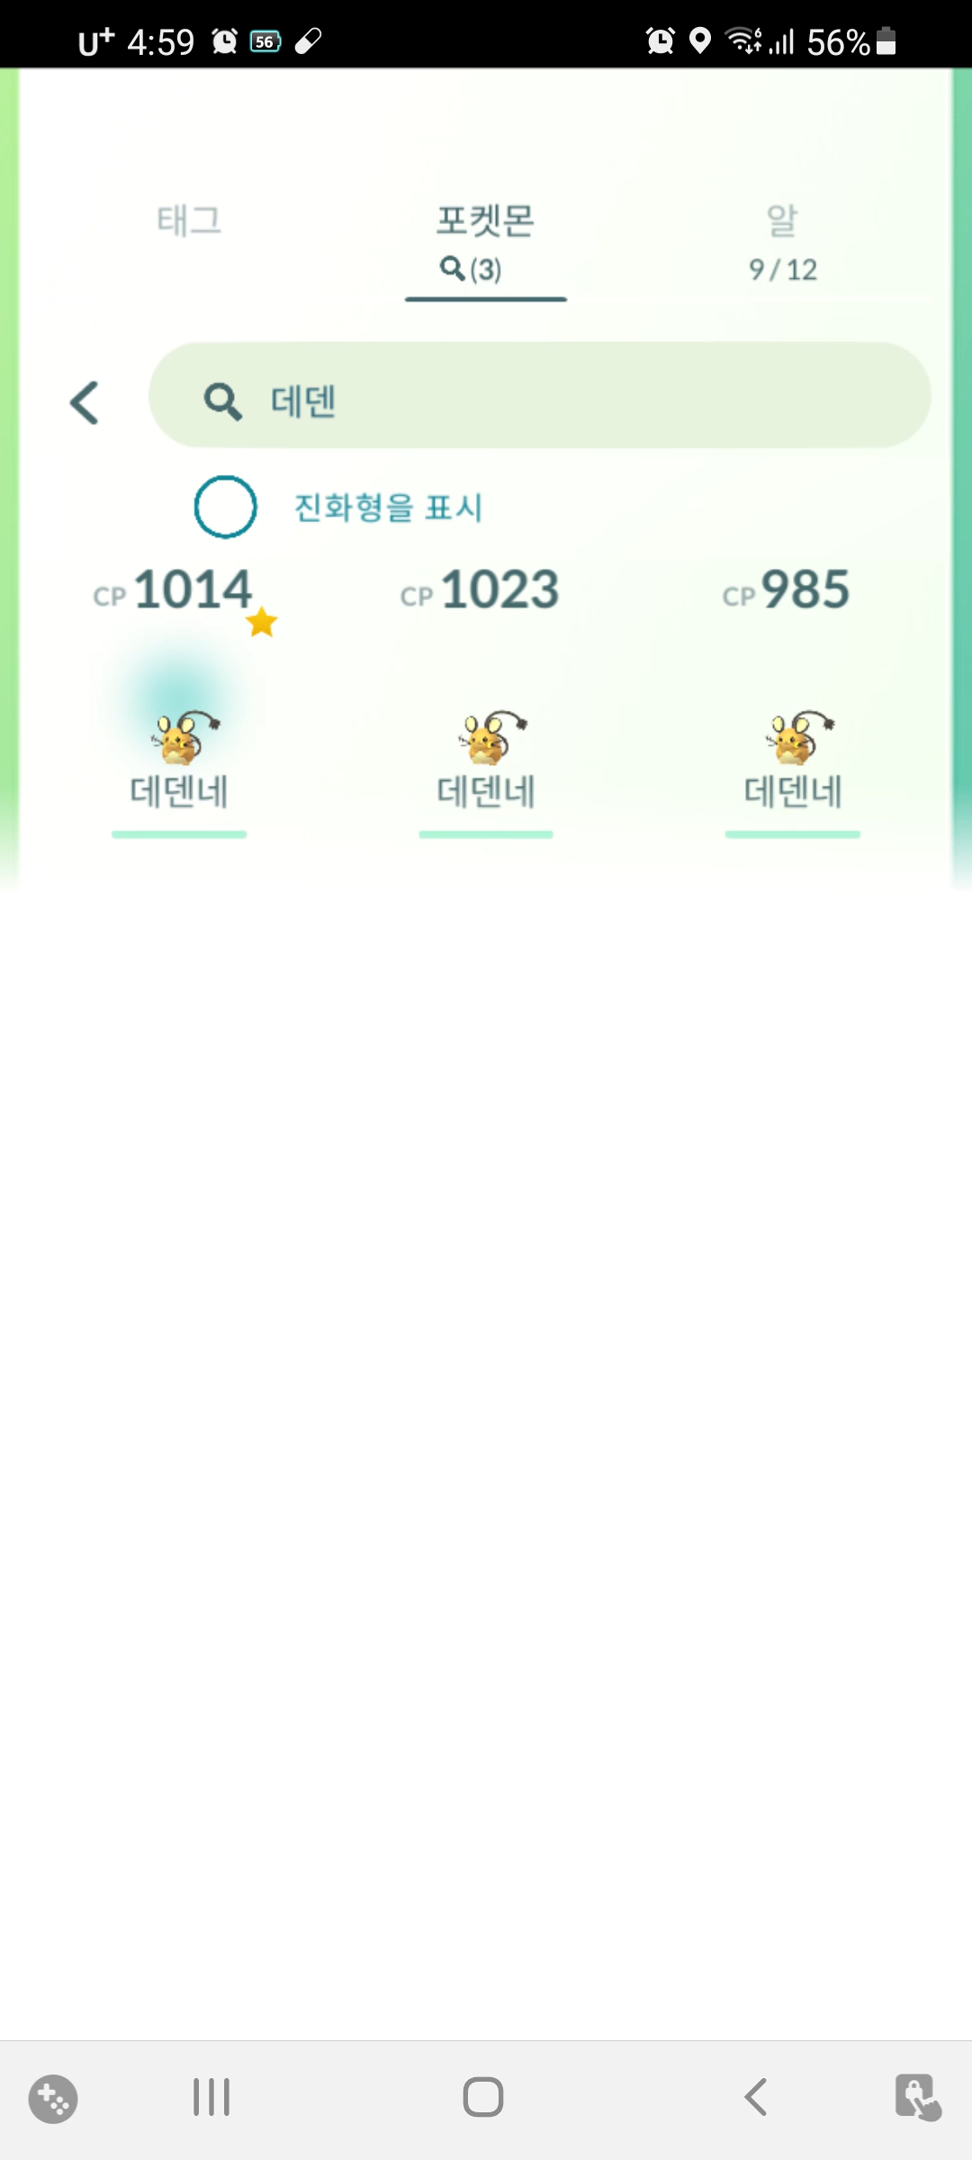 U+ 4:59 56 56%
태그 포켓몬 알
(3) 9 / 12
데덴
진화형을 표시
CP 1014 CP 1023 CP 985
데덴네 데덴네 데덴네